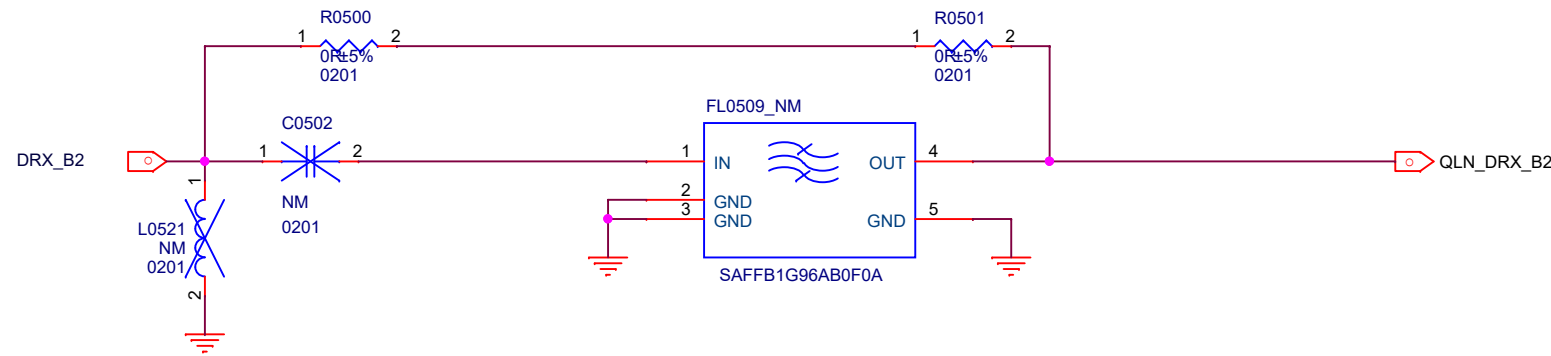 R0500
1
2
0R±5%
0201
R0501
1
2
0R±5%
0201
FL0509_NM
C0502
1
2
NM
0201
DRX_B2
1
L0521
NM
0201
2
1
IN
2
GND
3
GND
OUT
4
GND
5
SAFFB1G96AB0F0A
QLN_DRX_B2